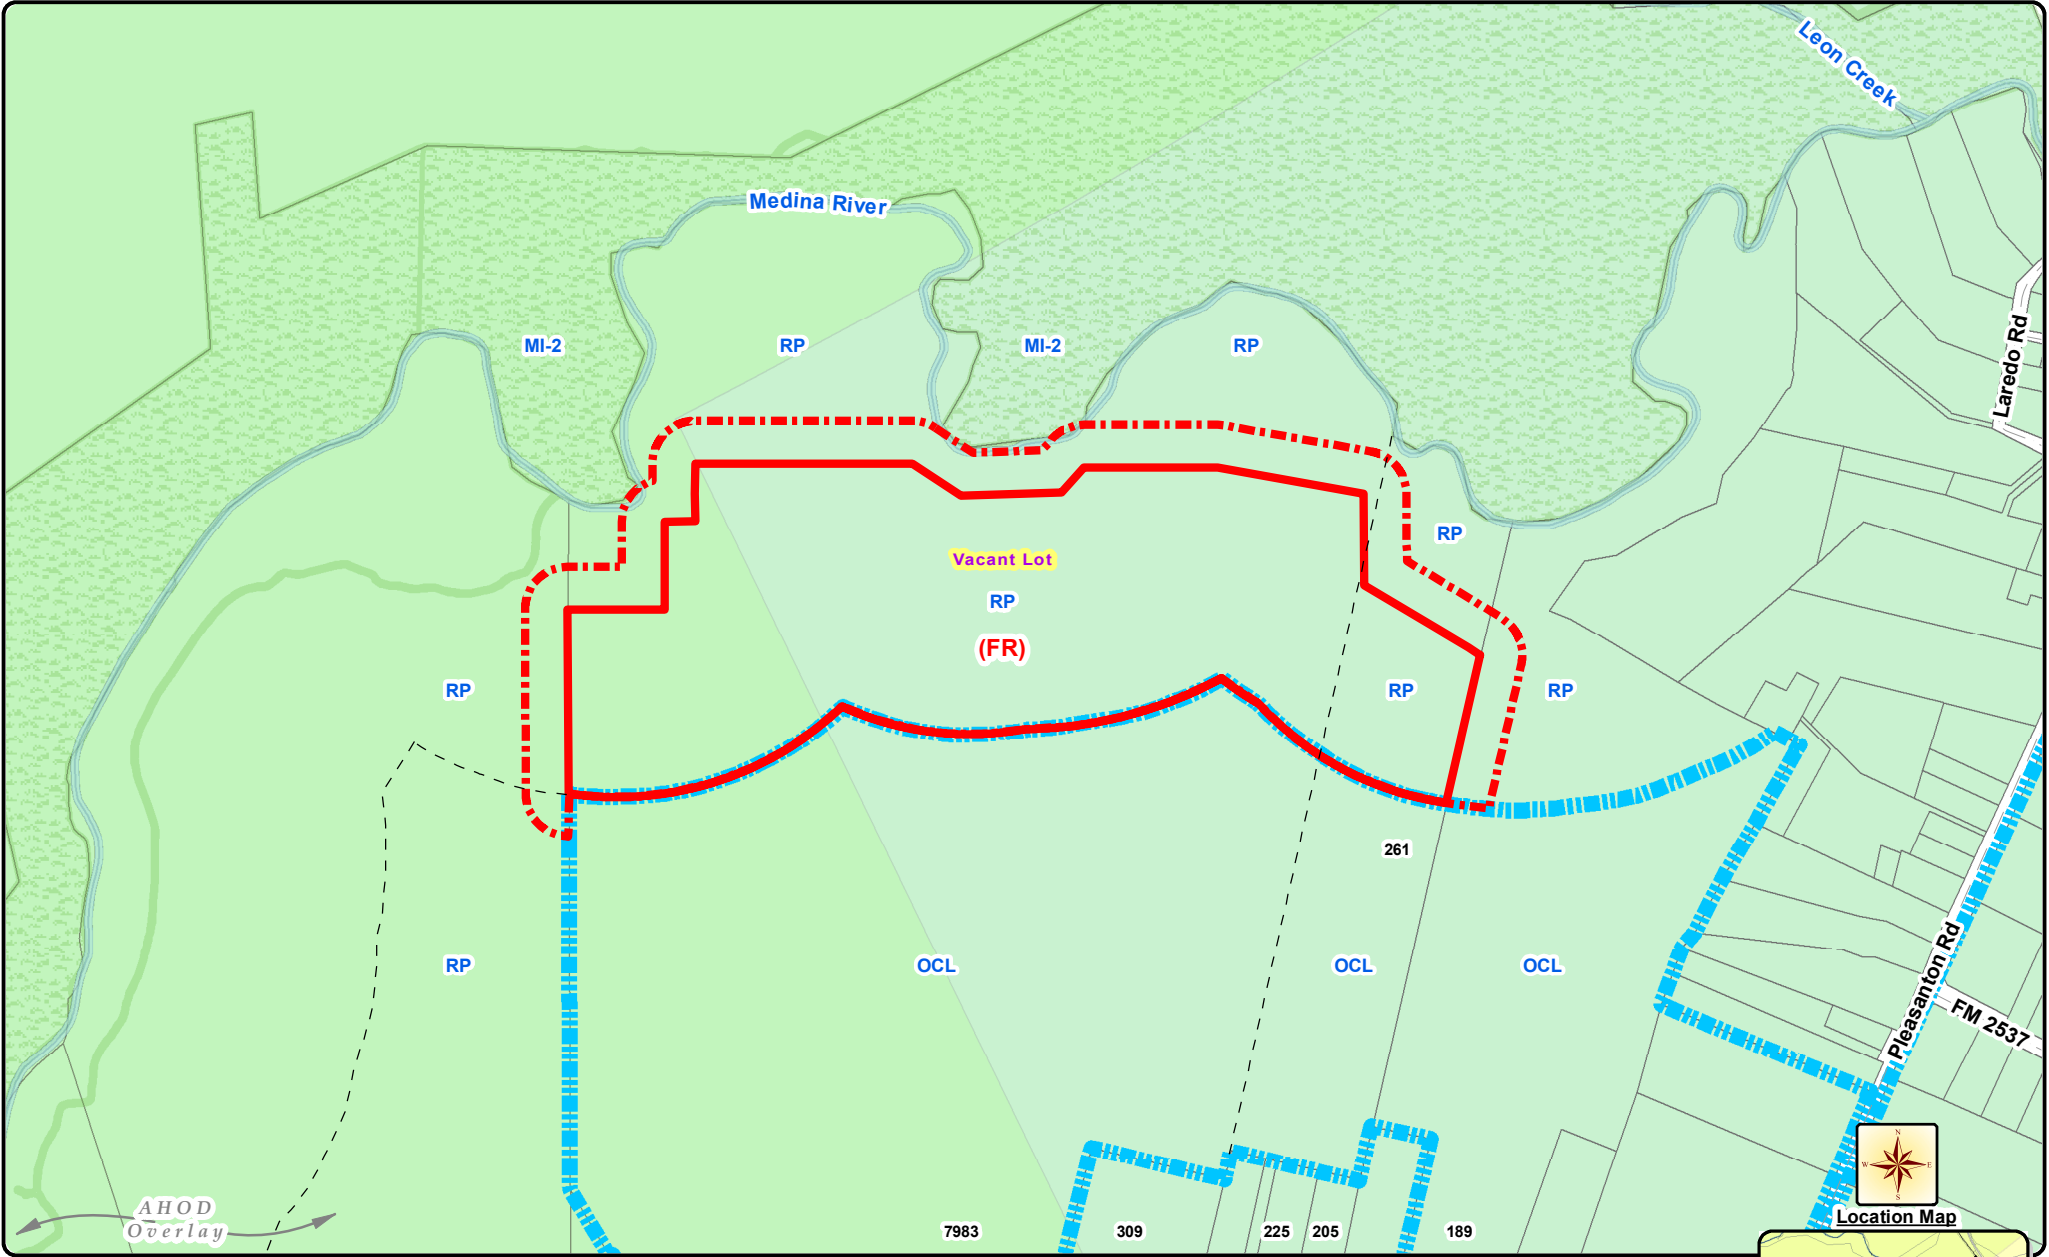 Leon Creek
Medina River
Laredo Rd
MI-2
RP
MI-2
RP
RP
Vacant Lot
RP
(FR)
RP
RP
RP
261
RP
OCL
OCL
OCL
Pleasanton Rd
FM 2537
N
W
E
S
AHOD
Overlay
Location Map
7983
309
225
205
189